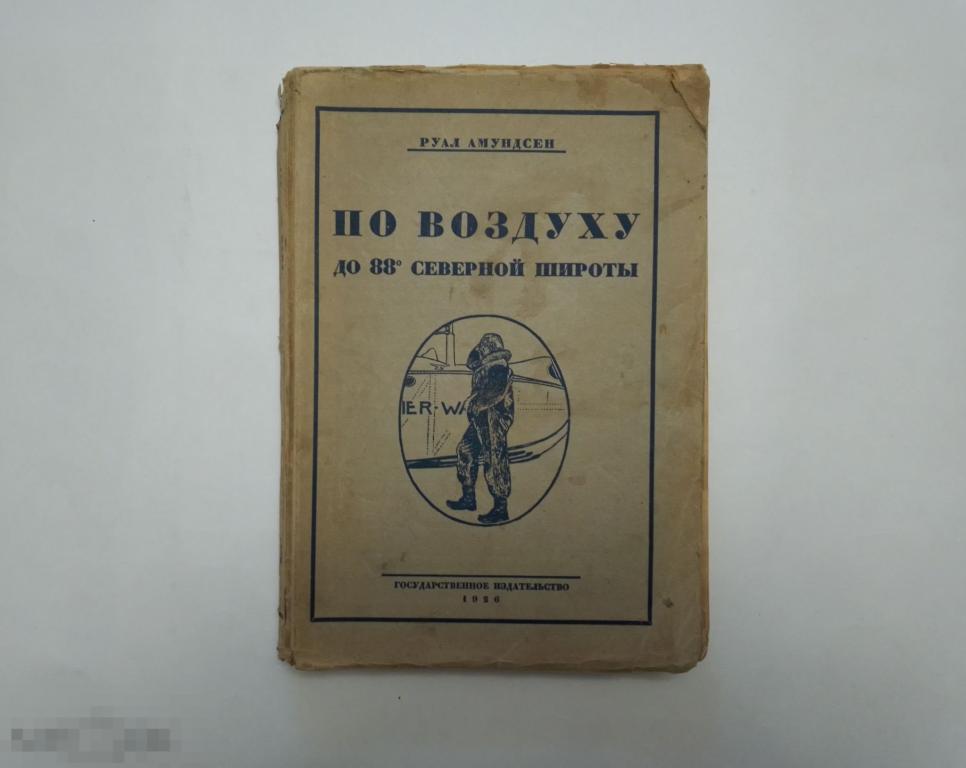 РУАЛ АМУНДСЕН
ПО ВОЗДУХУ
ДО 88° СЕВЕРНОЙ ШИРОТЫ
IER-WA
ГОСУДАРСТВЕННОЕ ИЗДАТЕЛЬСТВО
1926